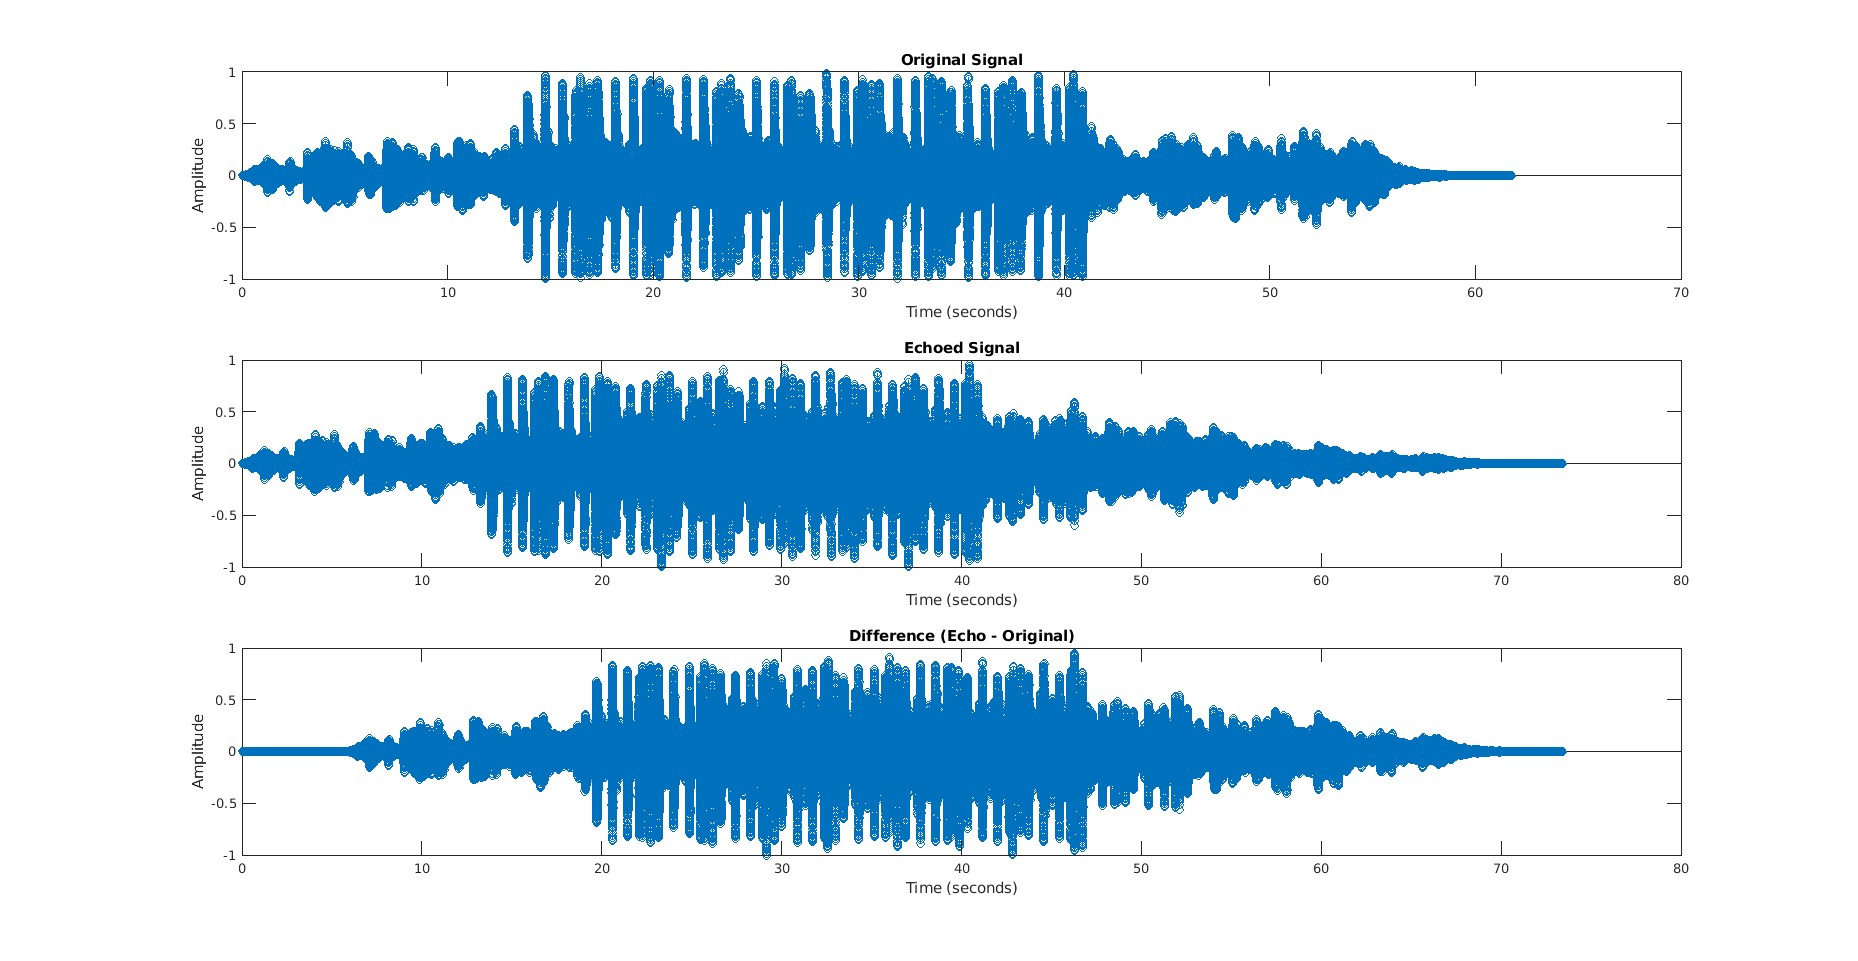 Original Signal
1
0.5
0
-0.5
-1
Amplitude
0 10 20 30 40 50 60 70
Time (seconds)
Echoed Signal
1
0.5
0
-0.5
-1
Amplitude
0 10 20 30 40 50 60 70 80
Time (seconds)
Difference (Echo - Original)
1
0.5
0
-0.5
-1
Amplitude
0 10 20 30 40 50 60 70 80
Time (seconds)